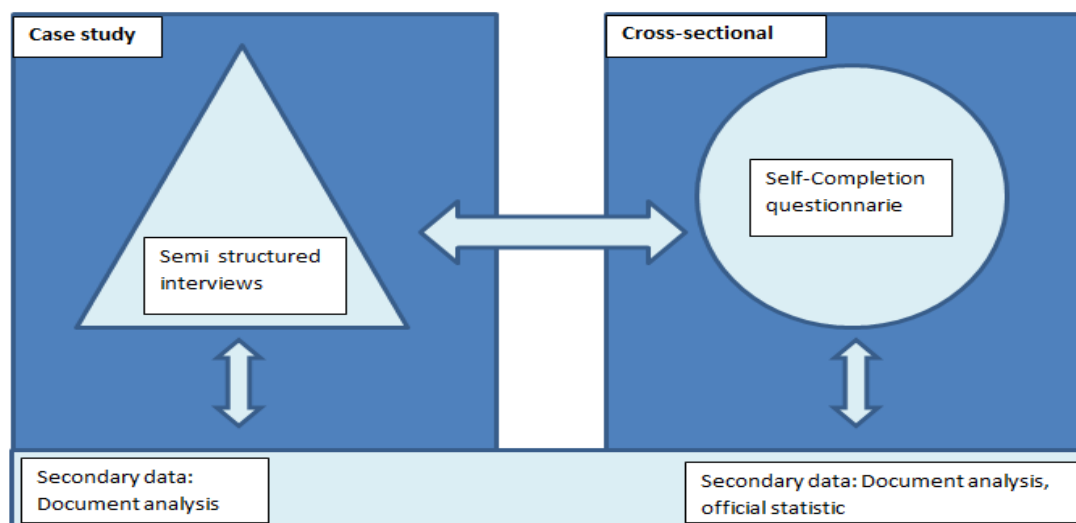 Case study
Cross-sectional
Semi structured
interviews
Self-Completion
questionnarie
Secondary data:
Document analysis
Secondary data: Document analysis,
official statistic